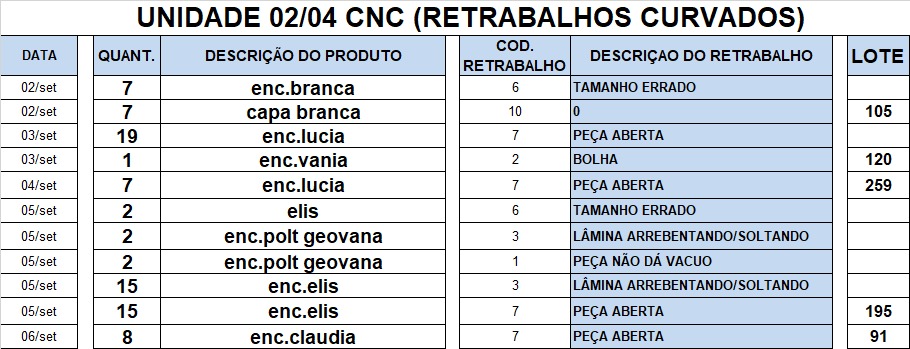 UNIDADE 02/04 CNC (RETRABALHOS CURVADOS)
DATA QUANT. DESCRIÇÃO DO PRODUTO COD. RETRABALHO DESCRIÇAO DO RETRABALHO LOTE
02/set 7 enc.branca 6 TAMANHO ERRADO
02/set 7 capa branca 10 0 105
03/set 19 enc.lucia 7 PEÇA ABERTA
03/set 1 enc.vania 2 BOLHA 120
04/set 7 enc.lucia 7 PEÇA ABERTA 259
05/set 2 elis 6 TAMANHO ERRADO
05/set 2 enc.polt geovana 3 LÂMINA ARREBENTANDO/SOLTANDO
05/set 2 enc.polt geovana 1 PEÇA NÃO DÁ VACUO
05/set 15 enc.elis 3 LÂMINA ARREBENTANDO/SOLTANDO
05/set 15 enc.elis 7 PEÇA ABERTA 195
06/set 8 enc.claudia 7 PEÇA ABERTA 91